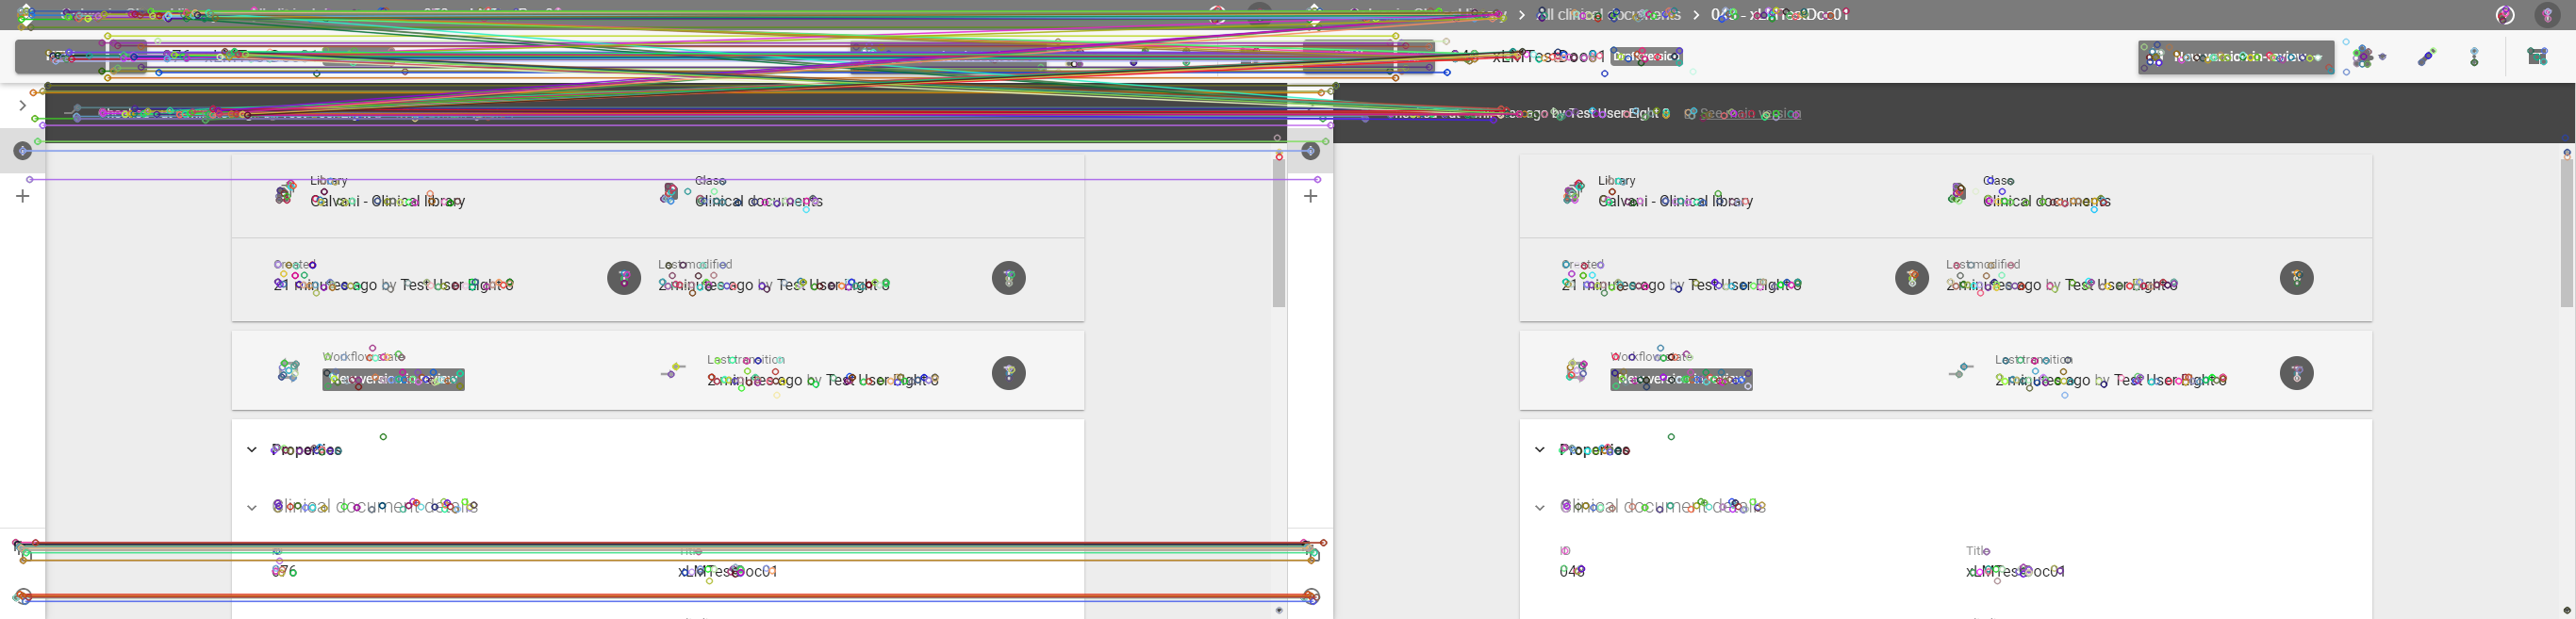 All clinical documents
048 - xLMTestDoc01
048 - xLMTestDoc01
Draft version
New version in review
ago by Test User Eight 8
See main version
Library
Galvani - Clinical library
Class
Clinical documents
Created
21 minutes ago by Test User Eight 8
Last modified
2 minutes ago by Test User Eight 8
Workflow state
New version in review
Last transition
2 minutes ago by Test User Eight 8
Properties
Clinical document details
ID
076
Title
xLMTestDoc01
Library
Galvani - Clinical library
Class
Clinical documents
Created
21 minutes ago by Test User Eight 8
Last modified
2 minutes ago by Test User Eight 8
Workflow state
New version in review
Last transition
2 minutes ago by Test User Eight 8
Properties
Clinical document details
ID
048
Title
xLMTestDoc01